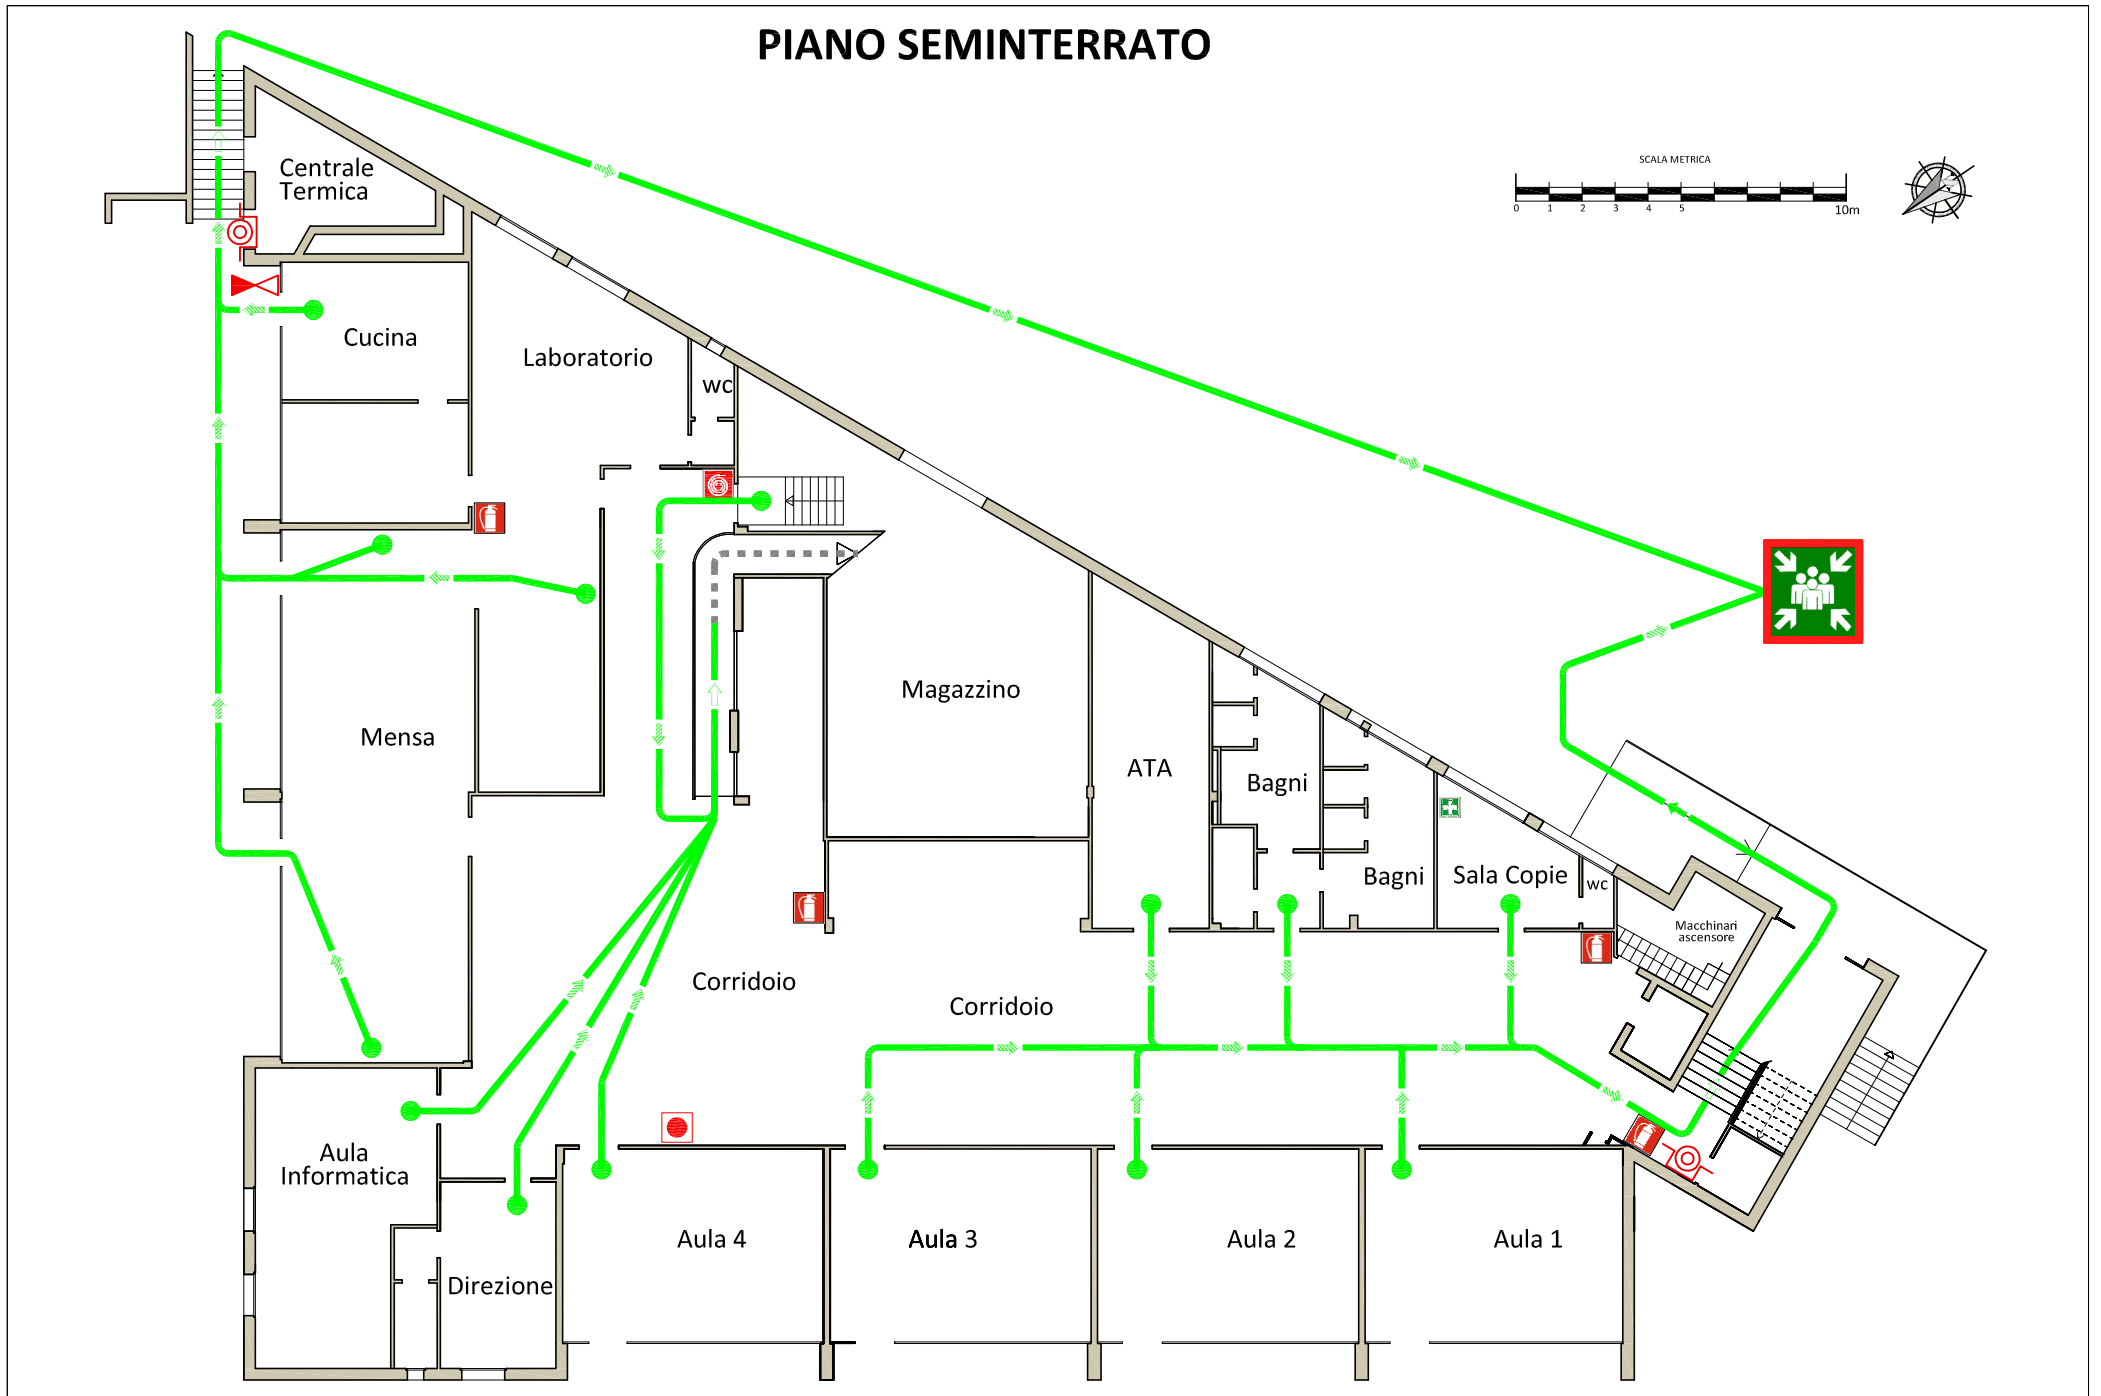 PIANO SEMINTERRATO
SCALA METRICA
0 1 2 3 4 5 10m
Centrale
Termica
Cucina
Laboratorio
wc
Magazzino
Mensa
ATA
Bagni
Bagni
Sala Copie
wc
Macchinari
ascensore
Corridoio
Corridoio
Aula
Informatica
Direzione
Aula 4
Aula 3
Aula 2
Aula 1